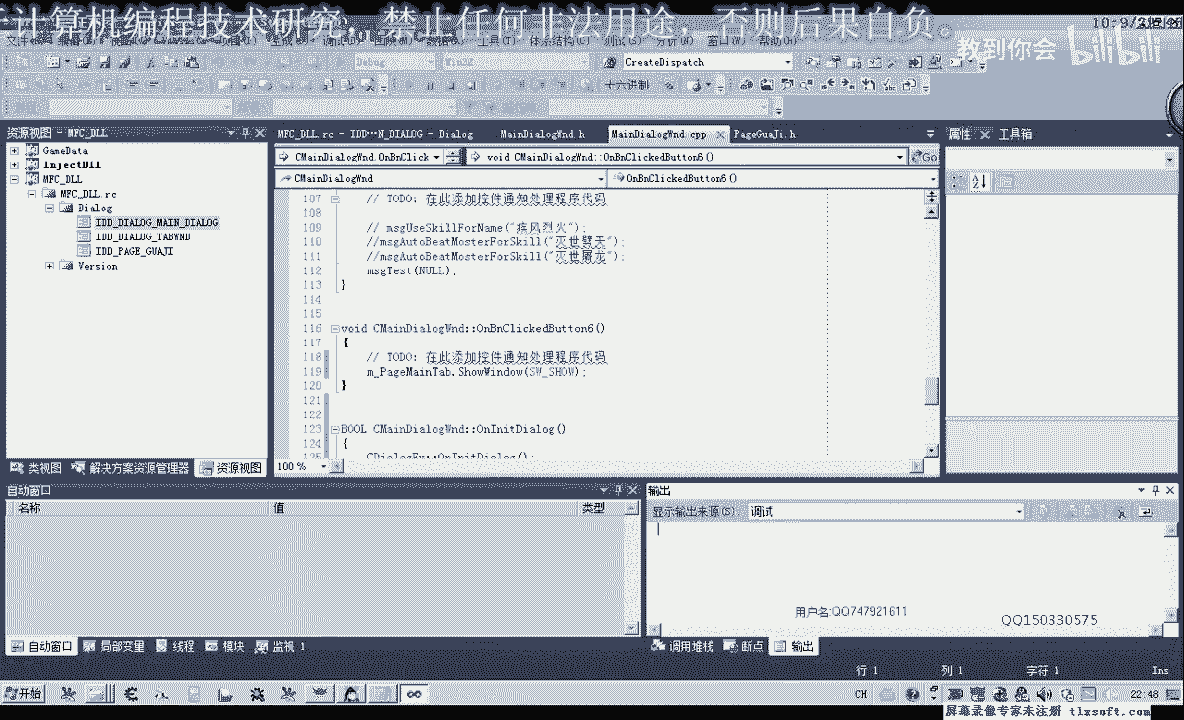 计算机编程技术研究，禁止任何非法用途，否则后果自负。
教到你会 bilibili
Debug
Win32
CreateDispatch
十六进制
资源视图 - MFC_DLL
MFC_DLL.rc - IDD···N_DIALOG - Dialog
MainDialogWnd.h
MainDialogWnd.cpp
PageGuaJi.h
属性
工具箱
GameData
InjectDll
MFC_DLL
MFC_DLL.rc
Dialog
IDD_DIALOG_MAIN_DIALOG
IDD_DIALOG_TABWND
IDD_PAGE_GUAJI
Version
CMainDialogWnd.OnBnClick
void CMainDialogWnd::OnBnClickedButton6()
Go
CMainDialogWnd
OnBnClickedButton6()
107 // TODO: 在此添加控件通知处理程序代码
108
109 // msgUseSkillForName("疾风烈火");
110 //msgAutoBeatMosterForSkill("灭世劈天");
111 //msgAutoBeatMosterForSkill("灭世屠龙");
112 msgTest(NULL);
113 }
114
115
116 void CMainDialogWnd::OnBnClickedButton6()
117 {
118 // TODO: 在此添加控件通知处理程序代码
119 m_PageMainTab.ShowWindow(SW_SHOW);
120 }
121
122
123 BOOL CMainDialogWnd::OnInitDialog()
124 {
125 CDialogEx::OnInitDialog();
100 %
类视图
解决方案资源管理器
资源视图
自动窗口
名称
值
类型
输出
显示输出来源(S):
调试
用户名:QQ747921611
QQ150330575
自动窗口
局部变量
线程
模块
监视 1
调用堆栈
断点
输出
行 1
列 1
字符 1
Ins
开始
CH
22:48
屏幕录像专家未注册 tlxsoft.com